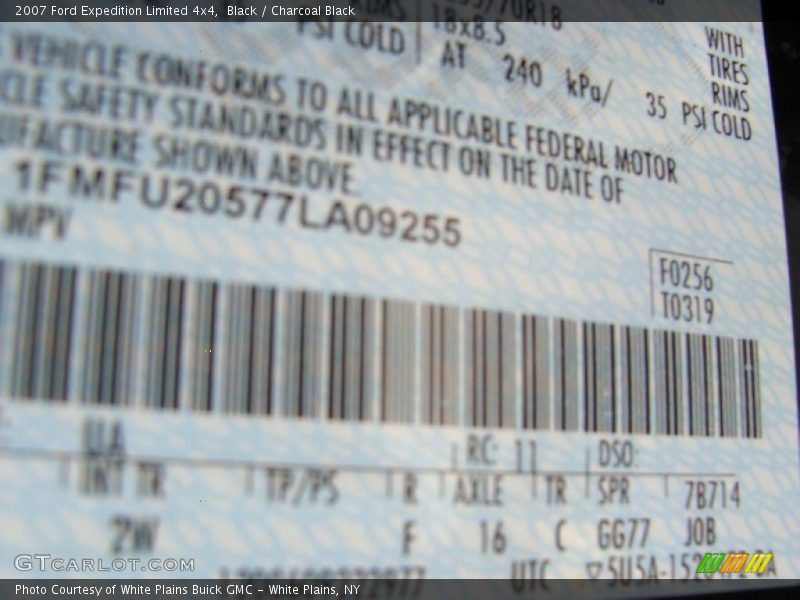 2007 Ford Expedition Limited 4x4, Black / Charcoal Black
PSI COLD
18x8.5
AT 240 kPa/ 35 PSI COLD
WITH
TIRES
RIMS
VEHICLE CONFORMS TO ALL APPLICABLE FEDERAL MOTOR
SAFETY STANDARDS IN EFFECT ON THE DATE OF
SHOWN ABOVE
1FMFU20577LA09255
MPV
F0256
T0319
RC: 11 DSO:
INT TR TP/PS R AXLE TR SPR 7B714
2W F 16 C GG77 JOB
UTC
GTcarlot.com
Photo Courtesy of White Plains Buick GMC - White Plains, NY